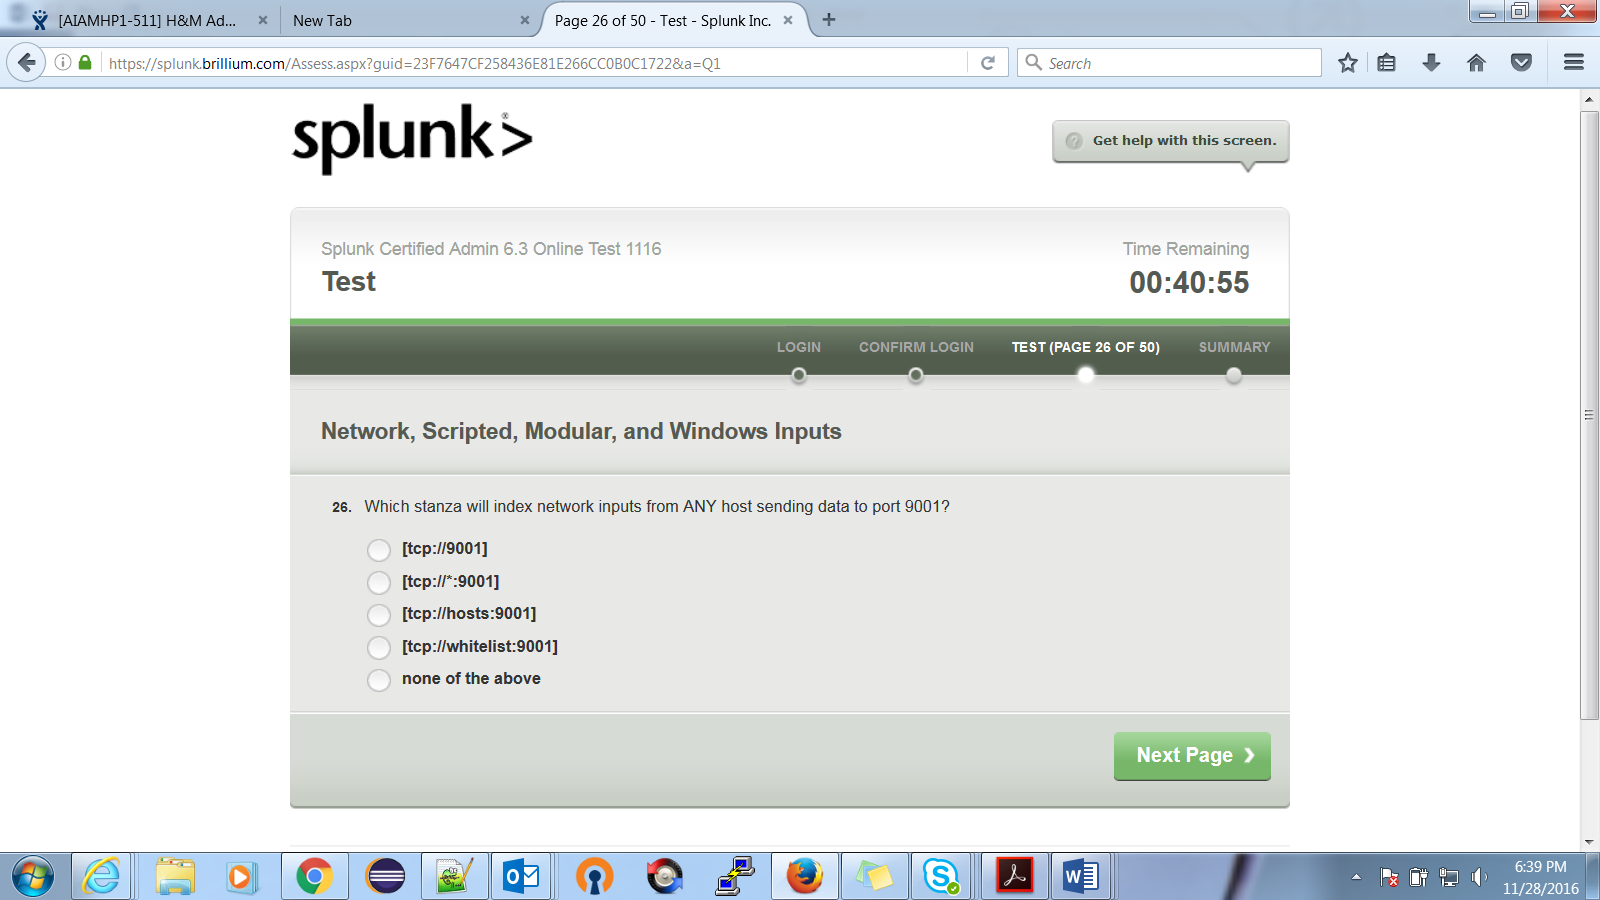 [AIAMHP1-511] H&M Ad...
New Tab
Page 26 of 50 - Test - Splunk Inc.
https://splunk.brillium.com/Assess.aspx?guid=23F7647CF258436E81E266CC0B0C1722&a=Q1
Search
splunk>
Get help with this screen.
Splunk Certified Admin 6.3 Online Test 1116
Time Remaining
Test
00:40:55
LOGIN
CONFIRM LOGIN
TEST (PAGE 26 OF 50)
SUMMARY
Network, Scripted, Modular, and Windows Inputs
26. Which stanza will index network inputs from ANY host sending data to port 9001?
[tcp://9001]
[tcp://*:9001]
[tcp://hosts:9001]
[tcp://whitelist:9001]
none of the above
Next Page
6:39 PM
11/28/2016